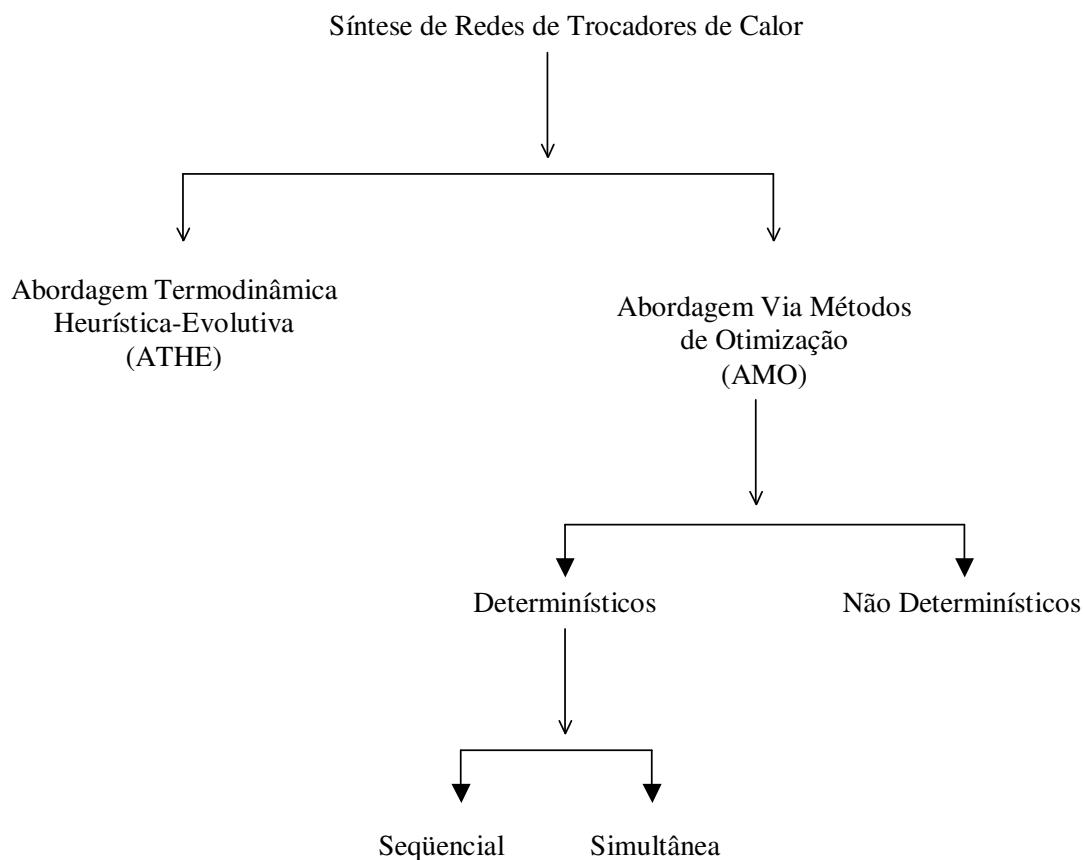 Síntese de Redes de Trocadores de Calor
Abordagem Termodinâmica
Heurística-Evolutiva
(ATHE)
Abordagem Via Métodos
de Otimização
(AMO)
Determinísticos
Não Determinísticos
Seqüencial
Simultânea